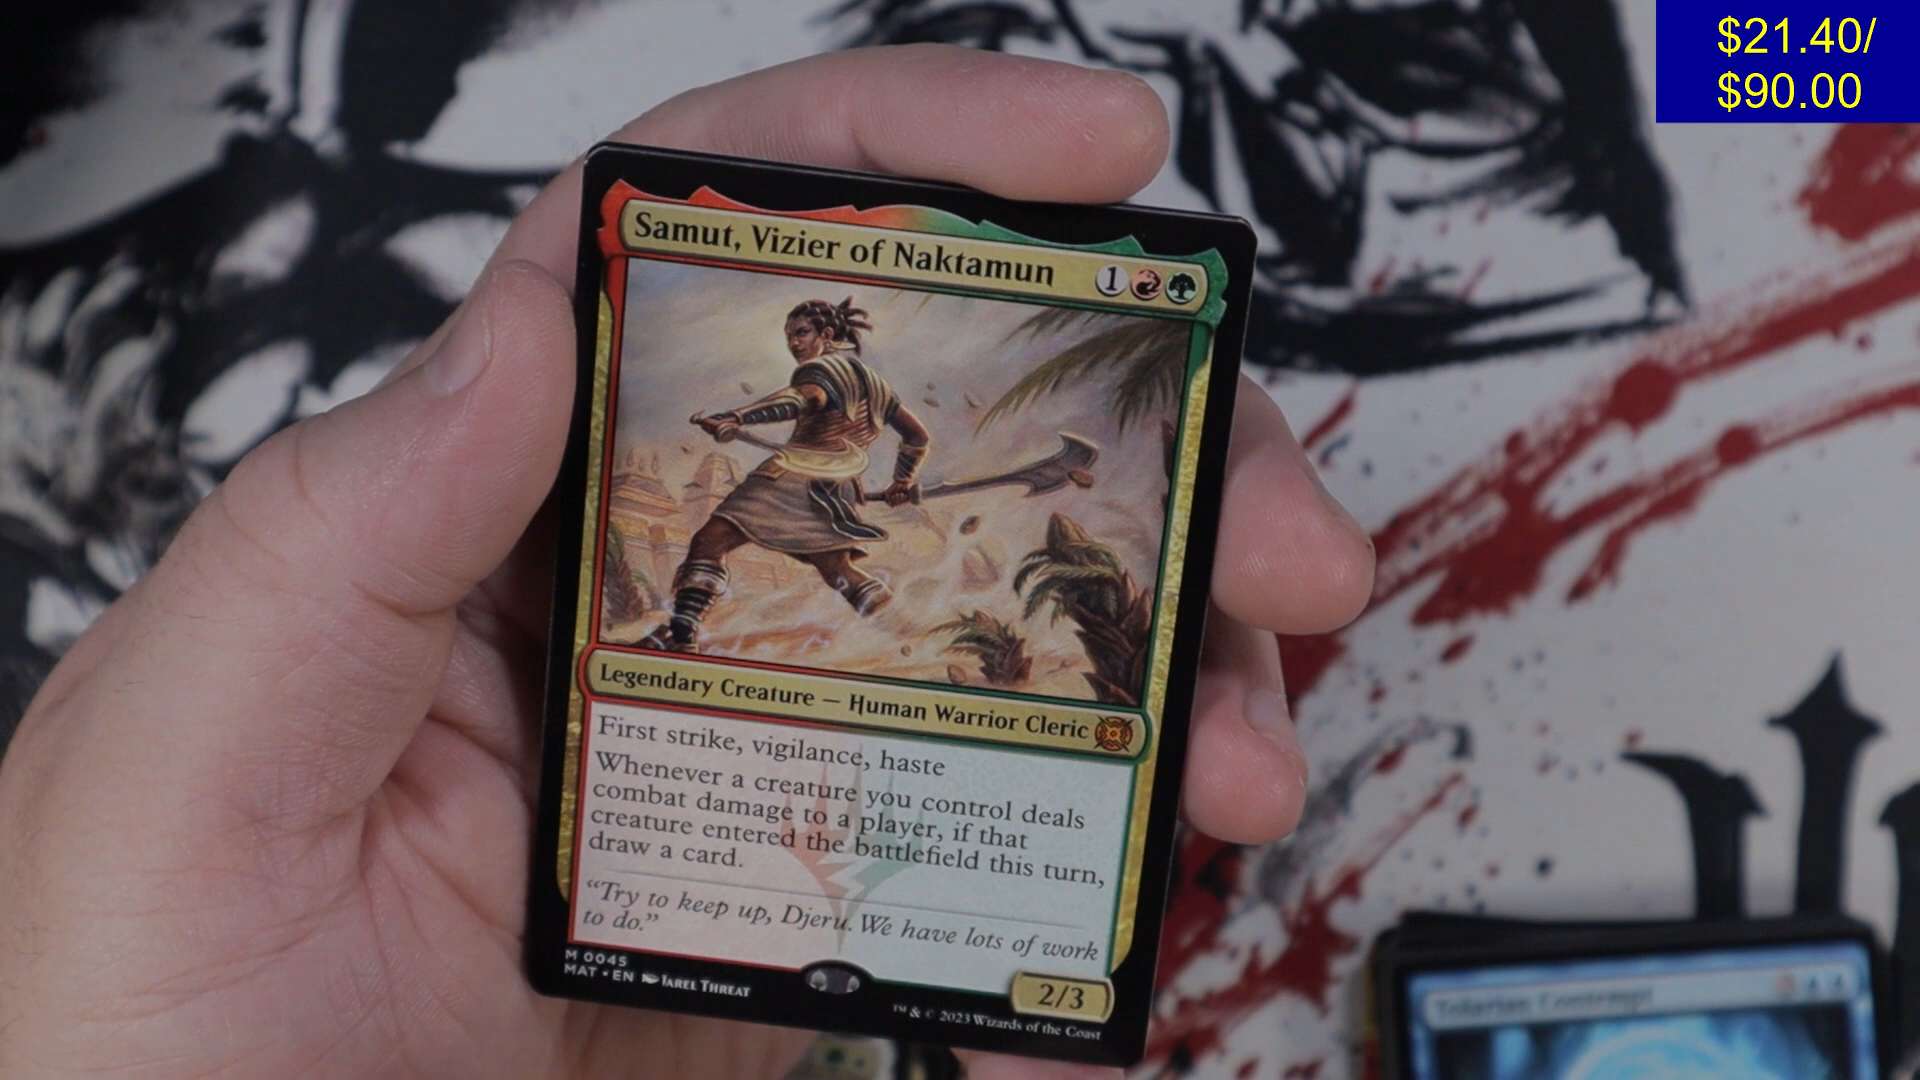 $21.40/
$90.00
Samut, Vizier of Naktamun 1
Legendary Creature — Human Warrior Cleric
First strike, vigilance, haste
Whenever a creature you control deals
combat damage to a player, if that
creature entered the battlefield this turn,
draw a card.
“Try to keep up, Djeru. We have lots of work
to do.”
M 0045
MAT • EN Jarel Threat
2/3
™ & © 2023 Wizards of the Coast
Tolarian Contempt